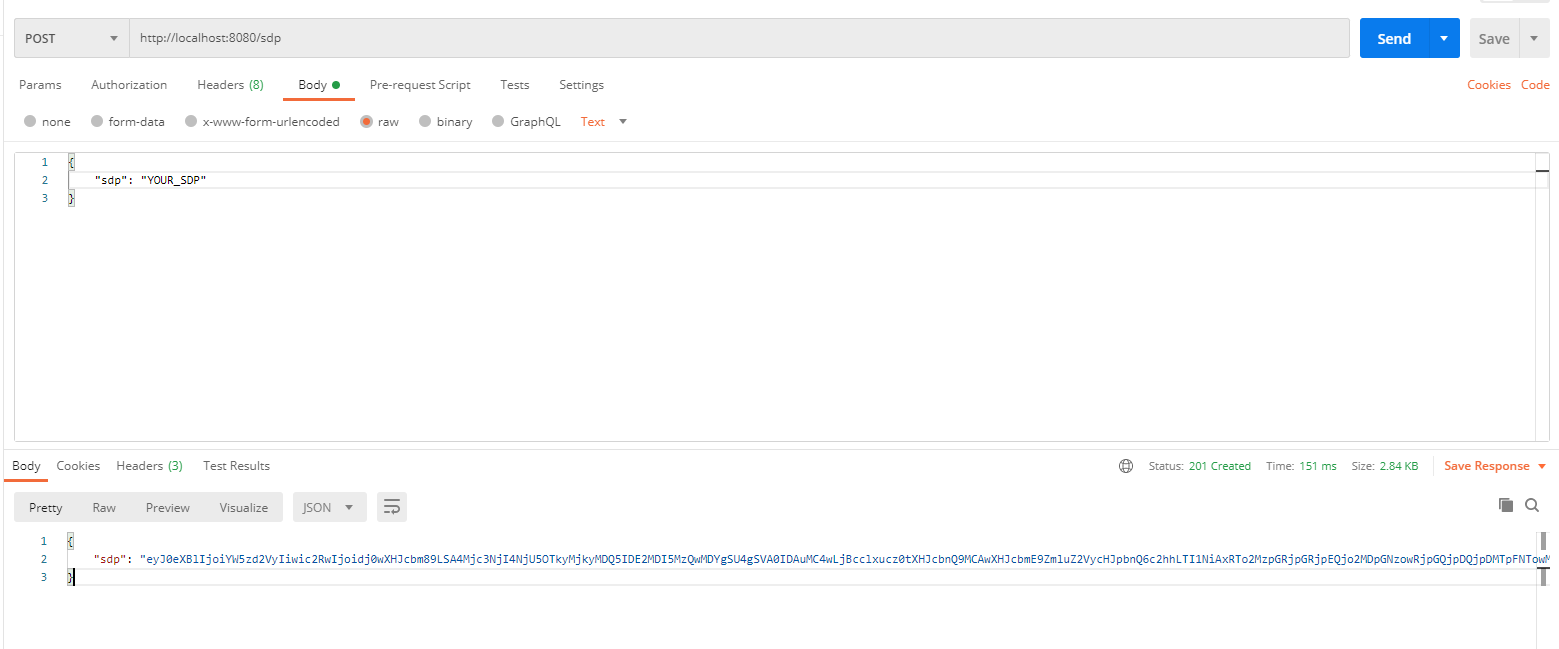 POST http://localhost:8080/sdp Send Save
Params Authorization Headers (8) Body Pre-request Script Tests Settings Cookies Code
none form-data x-www-form-urlencoded raw binary GraphQL Text
1 {
2 "sdp": "YOUR_SDP"
3 }
Body Cookies Headers (3) Test Results Status: 201 Created Time: 151 ms Size: 2.84 KB Save Response
Pretty Raw Preview Visualize JSON
1 {
2 "sdp": "eyJ0eXBlIjoiYW5zd2VyIiwic2RwIjoidj0wXHJcbm89LSA4Mjc3NjI4NjU5OTkyMjkyMDQ5IDE2MDI5MzQwMDYgSU4gSVA0IDAuMC4wLjBcclxucz0tXHJcbnQ9MCAwXHJcbmE9ZmluZ2VycHJpbnQ6c2hhLTI1NiAxRTo2MzpGRjpGRjpEQjo2MDpGNzowRjpGQjpDQjpDMTpFNTowM
3 }